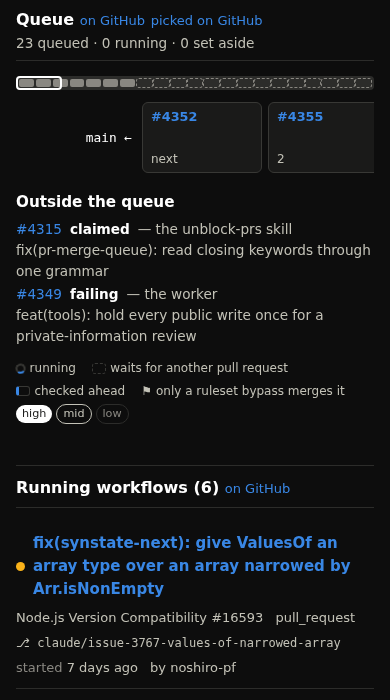 Queue on GitHub picked on GitHub
23 queued · 0 running · 0 set aside
main ←
#4352
next
#4355
2
Outside the queue
#4315 claimed — the unblock-prs skill
fix(pr-merge-queue): read closing keywords through
one grammar
#4349 failing — the worker
feat(tools): hold every public write once for a
private-information review
running waits for another pull request
checked ahead ⚑ only a ruleset bypass merges it
high mid low
Running workflows (6) on GitHub
fix(synstate-next): give ValuesOf an
array type over an array narrowed by
Arr.isNonEmpty
Node.js Version Compatibility #16593 pull_request
⎇ claude/issue-3767-values-of-narrowed-array
started 7 days ago by noshiro-pf